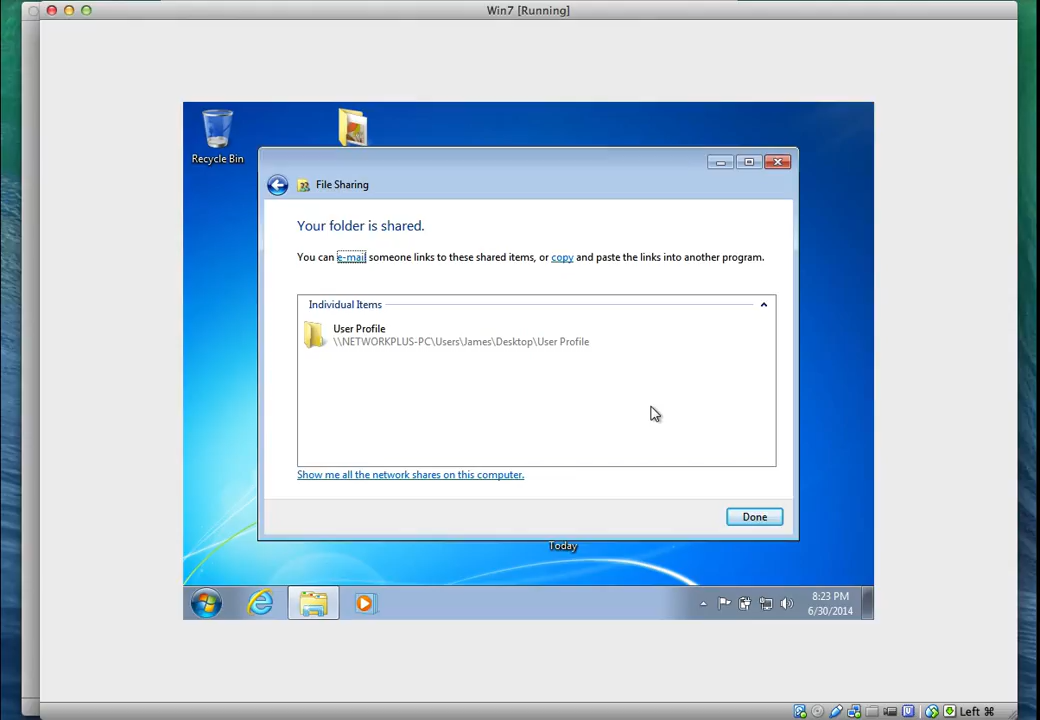 Win7 [Running]
Recycle Bin
File Sharing
Your folder is shared.
You can e-mail someone links to these shared items, or copy and paste the links into another program.
Individual Items
User Profile
\\NETWORKPLUS-PC\Users\James\Desktop\User Profile
Show me all the network shares on this computer.
Done
Today
8:23 PM
6/30/2014
Left ⌘